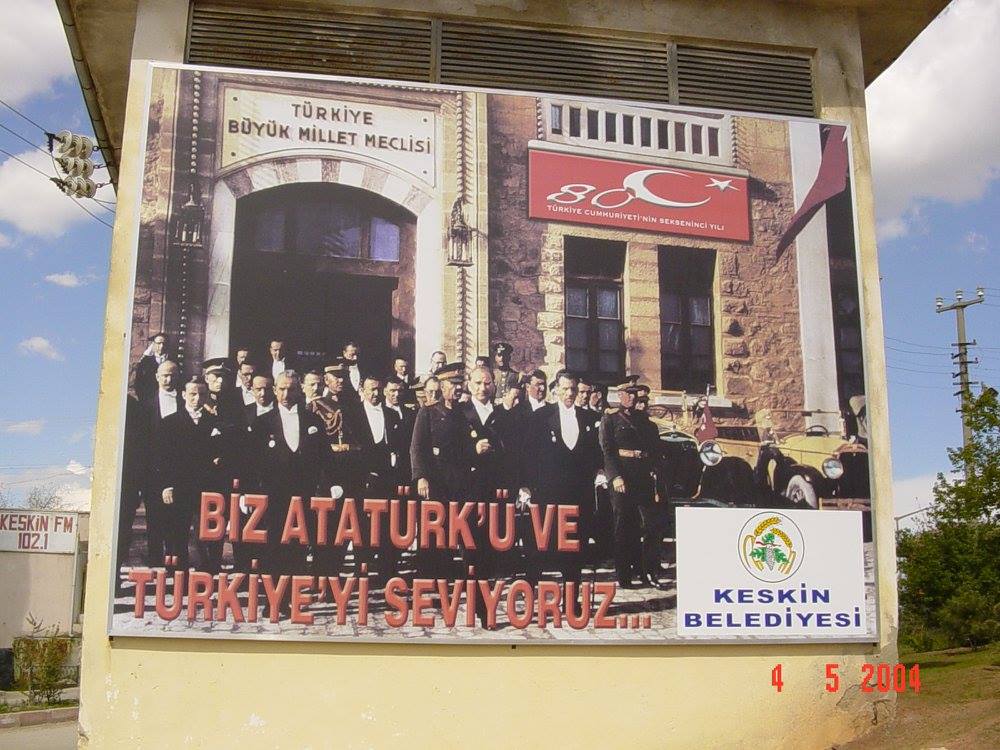 TÜRKİYE
BÜYÜK MİLLET MECLİSİ
80
TÜRKİYE CUMHURİYETİ'NİN SEKSENİNCİ YILI
BİZ ATATÜRK'Ü VE
TÜRKİYE'Yİ SEVİYORUZ...
KESKİN
BELEDİYESİ
KESKİN FM
102.1
4 5 2004